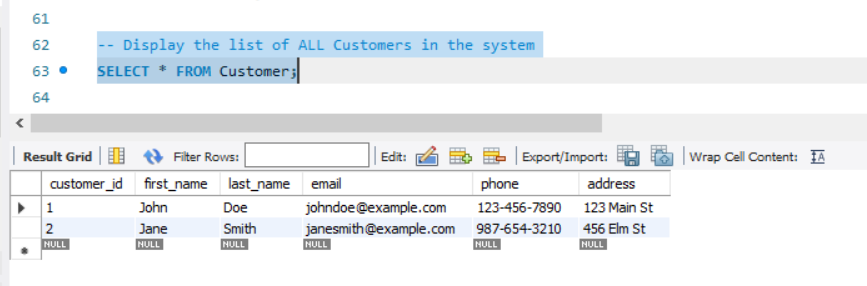 61
62 -- Display the list of ALL Customers in the system
63 SELECT * FROM Customer;
64
Result Grid Filter Rows: Edit: Export/Import: Wrap Cell Content: IA
customer_id first_name last_name email phone address
1 John Doe johndoe@example.com 123-456-7890 123 Main St
2 Jane Smith janesmith@example.com 987-654-3210 456 Elm St
NULL NULL NULL NULL NULL NULL